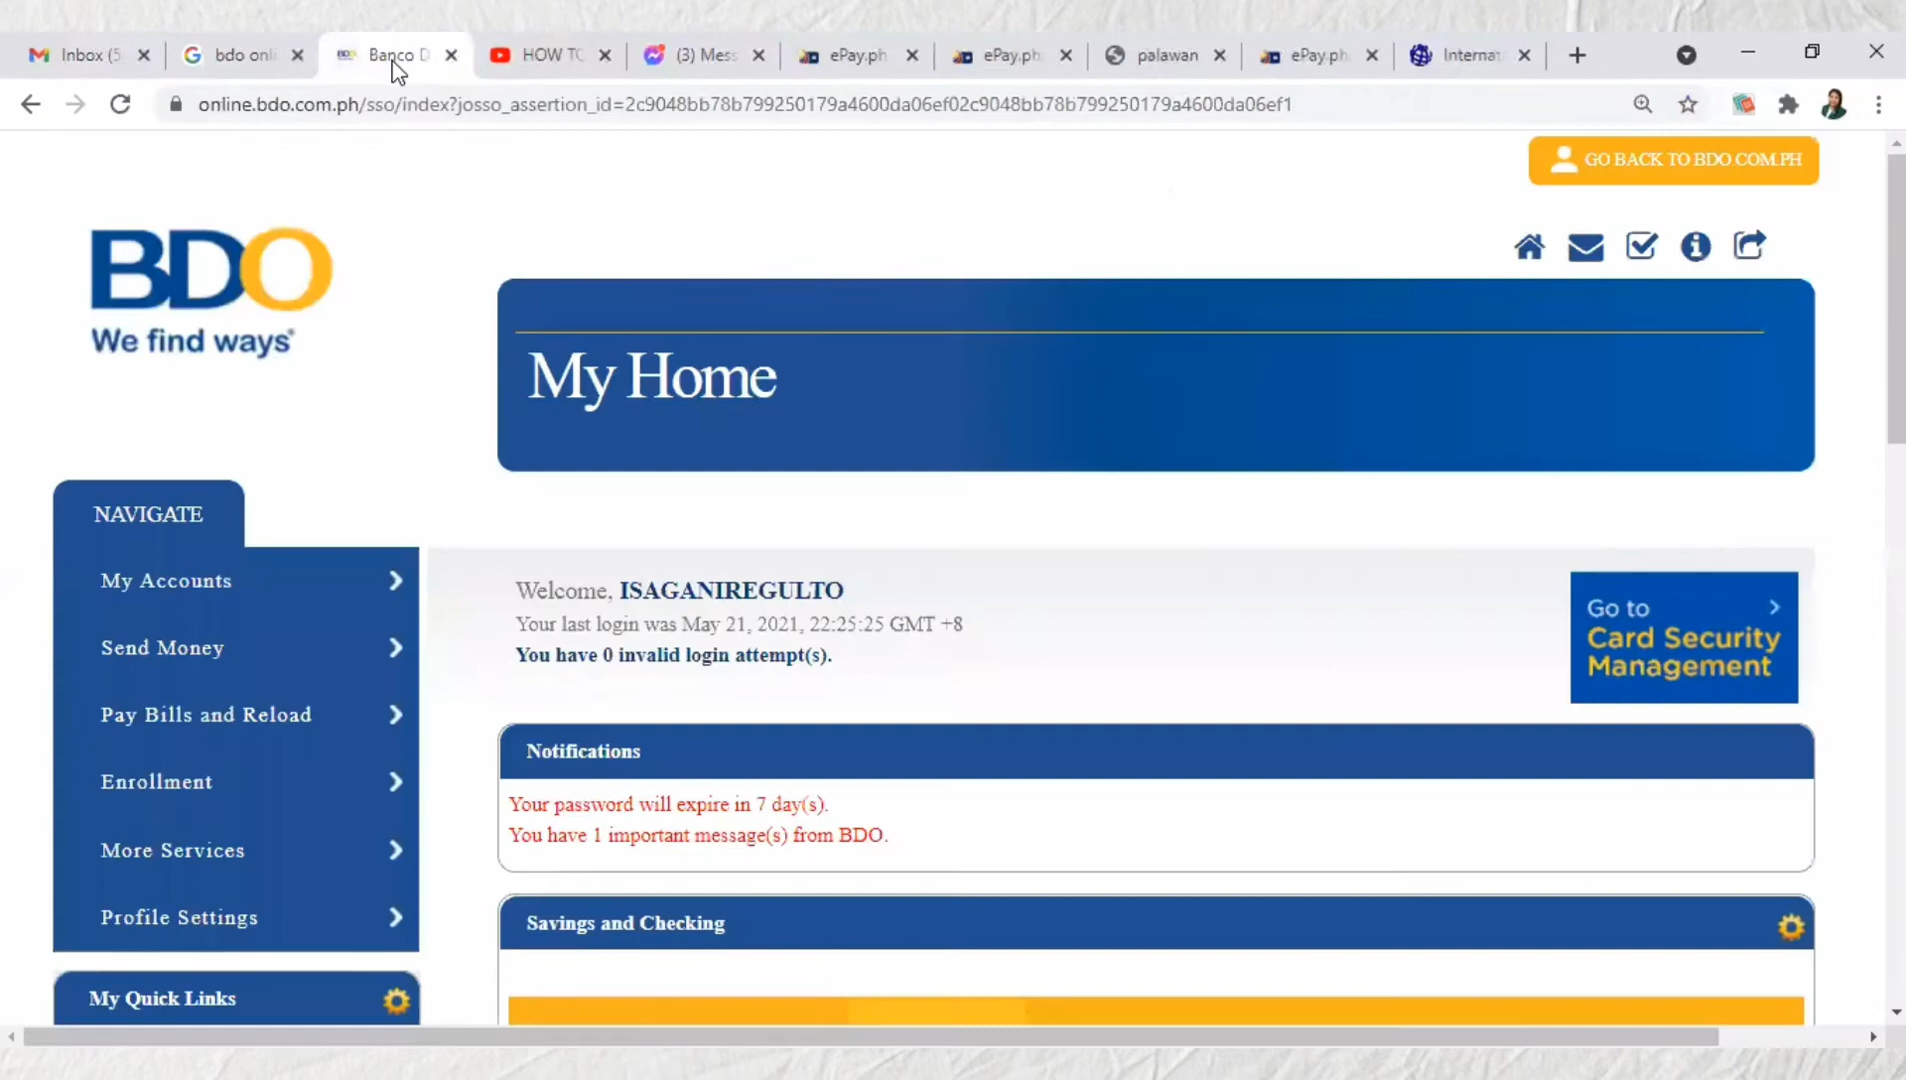 Inbox (5
bdo onli
Banco D
HOW TO
(3) Mess
ePay.ph
ePay.ph
palawan
ePay.ph
Internat
online.bdo.com.ph/sso/index?josso_assertion_id=2c9048bb78b799250179a4600da06ef02c9048bb78b799250179a4600da06ef1
GO BACK TO BDO.COM.PH
BDO
We find ways®
My Home
NAVIGATE
My Accounts
Send Money
Pay Bills and Reload
Enrollment
More Services
Profile Settings
My Quick Links
Welcome, ISAGANIREGULTO
Your last login was May 21, 2021, 22:25:25 GMT +8
You have 0 invalid login attempt(s).
Go to
Card Security
Management
Notifications
Your password will expire in 7 day(s).
You have 1 important message(s) from BDO.
Savings and Checking